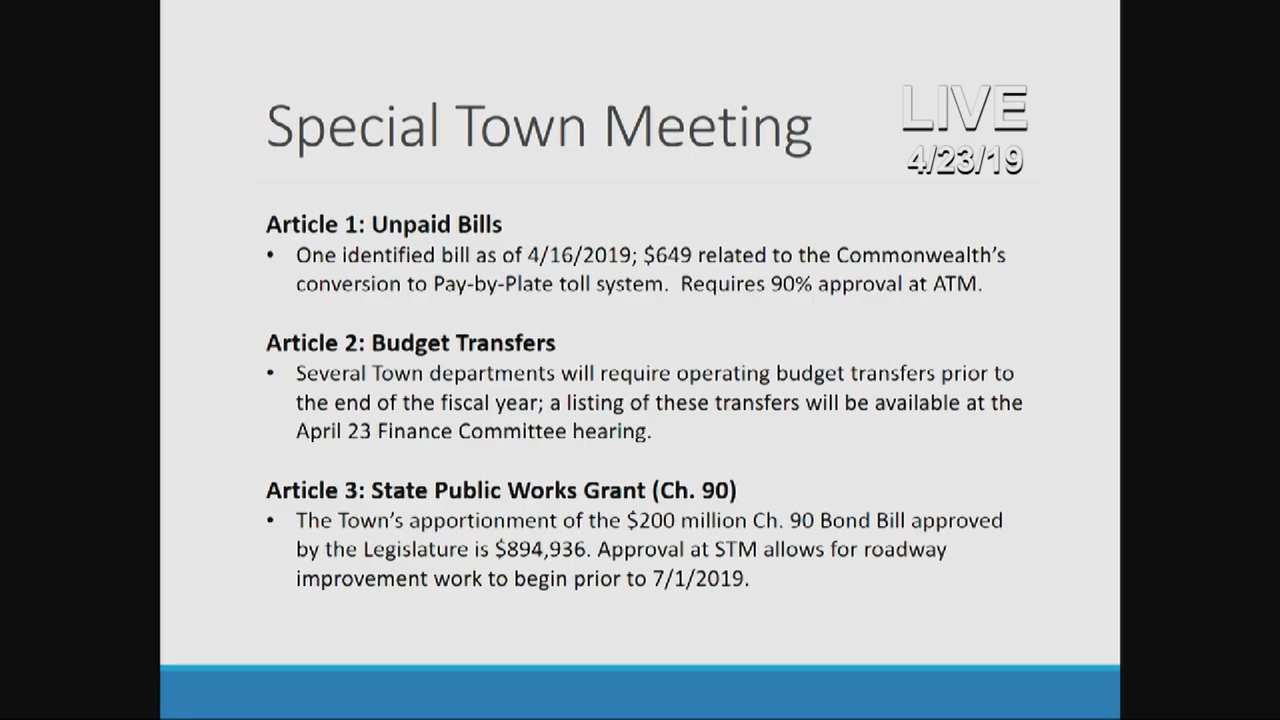 Special Town Meeting
LIVE
4/23/19
Article 1: Unpaid Bills
• One identified bill as of 4/16/2019; $649 related to the Commonwealth's
conversion to Pay-by-Plate toll system.  Requires 90% approval at ATM.
Article 2: Budget Transfers
• Several Town departments will require operating budget transfers prior to
the end of the fiscal year; a listing of these transfers will be available at the
April 23 Finance Committee hearing.
Article 3: State Public Works Grant (Ch. 90)
• The Town's apportionment of the $200 million Ch. 90 Bond Bill approved
by the Legislature is $894,936. Approval at STM allows for roadway
improvement work to begin prior to 7/1/2019.